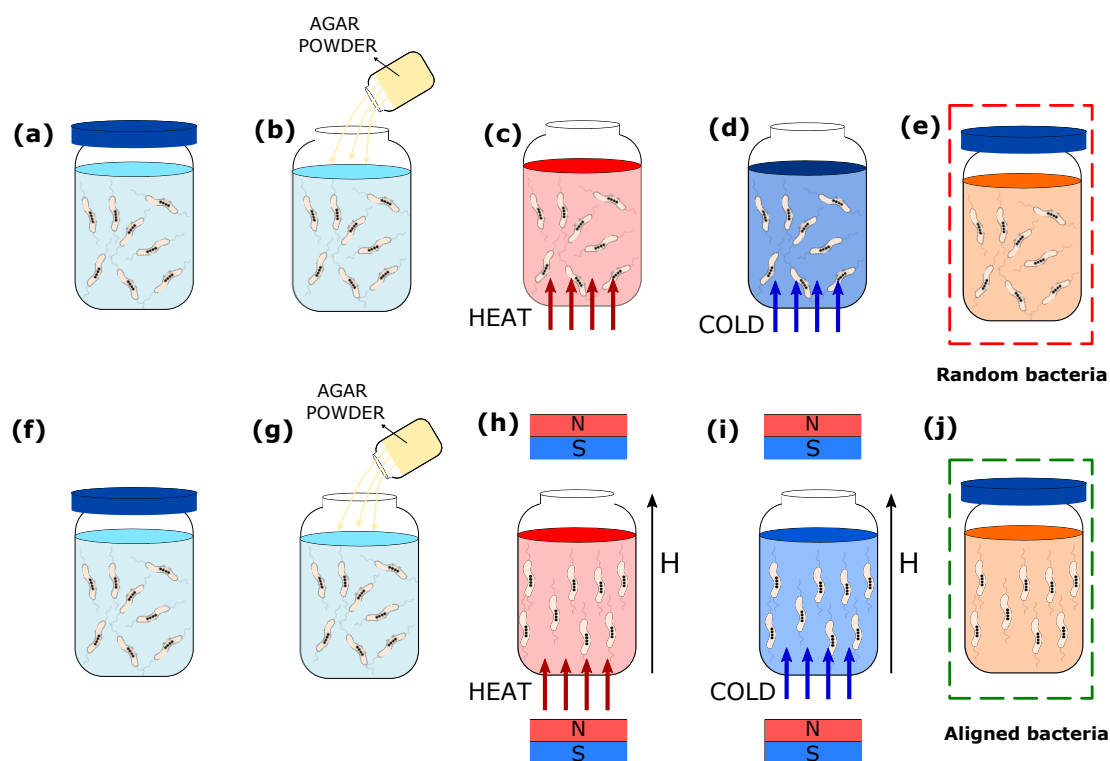 AGAR
POWDER
(a)
(b)
(c)
(d)
(e)
HEAT
COLD
Random bacteria
AGAR
POWDER
(f)
(g)
(h)
(i)
(j)
N
S
N
S
H
H
HEAT
COLD
N
S
N
S
Aligned bacteria